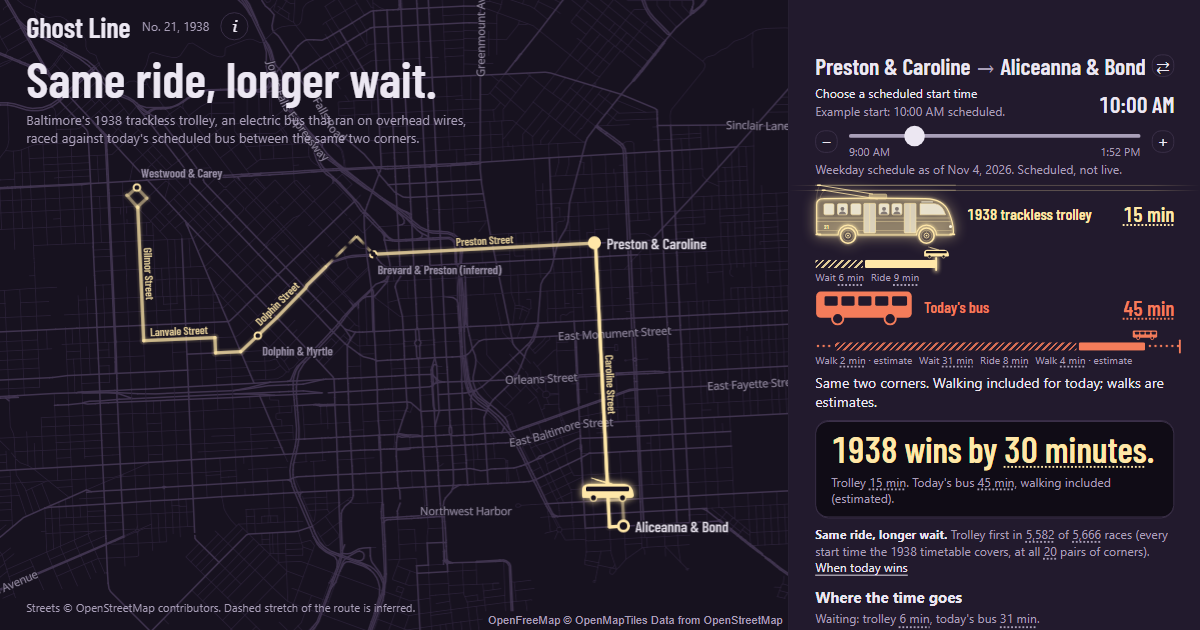 Ghost Line No. 21, 1938 i
Same ride, longer wait.
Baltimore's 1938 trackless trolley, an electric bus that ran on overhead wires,
raced against today's scheduled bus between the same two corners.
Greenmount Av
Sinclair Lane
Westwood & Carey
Gilmor Street
Lanvale Street
Dolphin Street
Dolphin & Myrtle
Preston Street
Brevard & Preston (inferred)
Preston & Caroline
East Monument Street
Caroline Street
Orleans Street
East Fayette Stre
East Baltimore Street
Northwest Harbor
Aliceanna & Bond
Avenue
Streets © OpenStreetMap contributors. Dashed stretch of the route is inferred.
OpenFreeMap © OpenMapTiles Data from OpenStreetMap
Preston & Caroline → Aliceanna & Bond ⇄
Choose a scheduled start time
Example start: 10:00 AM scheduled.
10:00 AM
− +
9:00 AM 1:52 PM
Weekday schedule as of Nov 4, 2026. Scheduled, not live.
21
1938 trackless trolley 15 min
Wait 6 min Ride 9 min
Today's bus 45 min
Walk 2 min · estimate Wait 31 min Ride 8 min Walk 4 min · estimate
Same two corners. Walking included for today; walks are
estimates.
1938 wins by 30 minutes.
Trolley 15 min. Today's bus 45 min, walking included
(estimated).
Same ride, longer wait. Trolley first in 5,582 of 5,666 races (every
start time the 1938 timetable covers, at all 20 pairs of corners).
When today wins
Where the time goes
Waiting: trolley 6 min, today's bus 31 min.